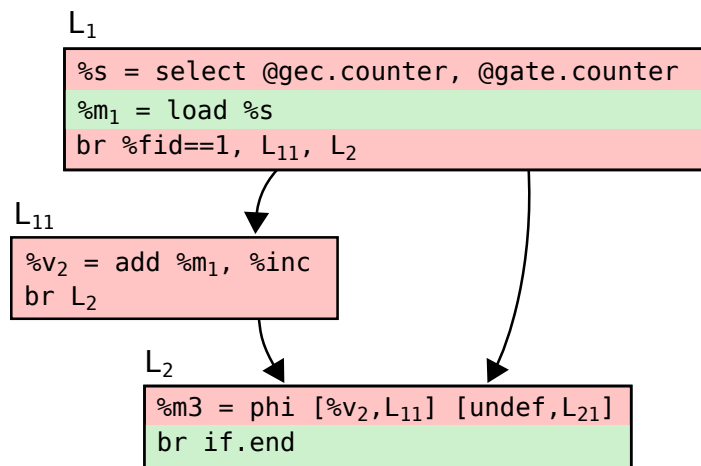 L₁
%s = select @gec.counter, @gate.counter
%m₁ = load %s
br %fid==1, L₁₁, L₂
L₁₁
%v₂ = add %m₁, %inc
br L₂
L₂
%m3 = phi [%v₂,L₁₁] [undef,L₂₁]
br if.end